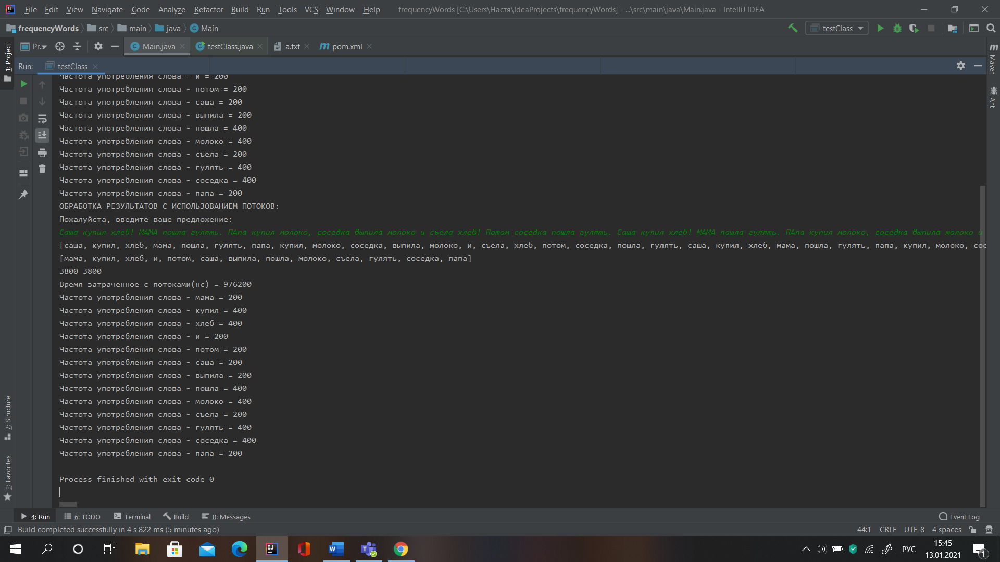 File Edit View Navigate Code Analyze Refactor Build Run Tools VCS Window Help frequencyWords [C:\Users\Настя\IdeaProjects\frequencyWords] - ...\src\main\java\Main.java - IntelliJ IDEA
frequencyWords src main java Main testClass
Pr... Main.java testClass.java a.txt pom.xml
Run: testClass
1: Project
Maven
Ant
7: Structure
2: Favorites
Частота употребления слова - и = 200
Частота употребления слова - потом = 200
Частота употребления слова - саша = 200
Частота употребления слова - выпила = 200
Частота употребления слова - пошла = 400
Частота употребления слова - молоко = 400
Частота употребления слова - съела = 200
Частота употребления слова - гулять = 400
Частота употребления слова - соседка = 400
Частота употребления слова - папа = 200
ОБРАБОТКА РЕЗУЛЬТАТОВ С ИСПОЛЬЗОВАНИЕМ ПОТОКОВ:
Пожалуйста, введите ваше предложение:
Саша купил хлеб! МАМА пошла гулять. ПАпа купил молоко, соседка выпила молоко и съела хлеб! Потом соседка пошла гулять. Саша купил хлеб! МАМА пошла гулять. ПАпа купил молоко, соседка выпила молоко и
[саша, купил, хлеб, мама, пошла, гулять, папа, купил, молоко, соседка, выпила, молоко, и, съела, хлеб, потом, соседка, пошла, гулять, саша, купил, хлеб, мама, пошла, гулять, папа, купил, молоко, сос
[мама, купил, хлеб, и, потом, саша, выпила, пошла, молоко, съела, гулять, соседка, папа]
3800 3800
Время затраченное с потоками(нс) = 976200
Частота употребления слова - мама = 200
Частота употребления слова - купил = 400
Частота употребления слова - хлеб = 400
Частота употребления слова - и = 200
Частота употребления слова - потом = 200
Частота употребления слова - саша = 200
Частота употребления слова - выпила = 200
Частота употребления слова - пошла = 400
Частота употребления слова - молоко = 400
Частота употребления слова - съела = 200
Частота употребления слова - гулять = 400
Частота употребления слова - соседка = 400
Частота употребления слова - папа = 200
Process finished with exit code 0
4: Run 6: TODO Terminal Build 0: Messages Event Log
Build completed successfully in 4 s 822 ms (5 minutes ago) 44:1 CRLF UTF-8 4 spaces
РУС 15:45
13.01.2021 1